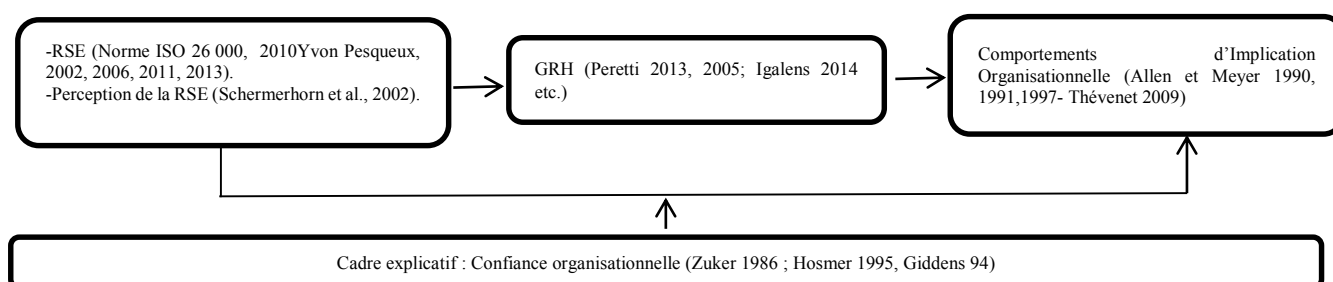 -RSE (Norme ISO 26 000, 2010Yvon Pesqueux,
2002, 2006, 2011, 2013).
-Perception de la RSE (Schermerhorn et al., 2002).
GRH (Peretti 2013, 2005; Igalens 2014
etc.)
Comportements d’Implication
Organisationnelle (Allen et Meyer 1990,
1991,1997- Thévenet 2009)
Cadre explicatif : Confiance organisationnelle (Zuker 1986 ; Hosmer 1995, Giddens 94)